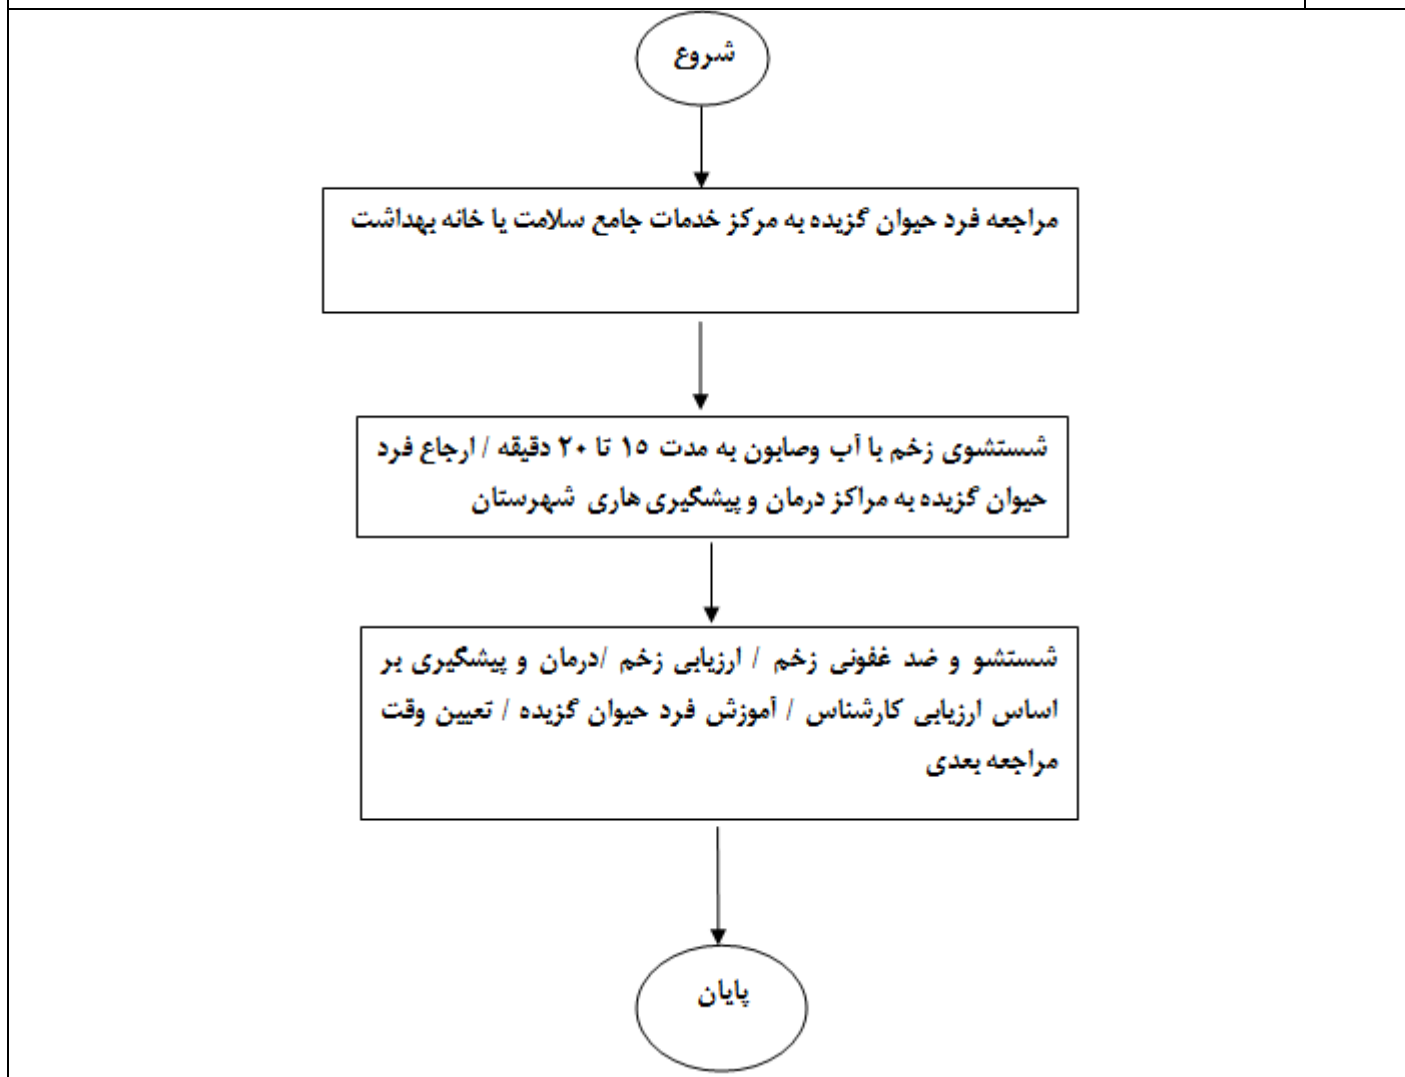 شروع
مراجعه فرد حیوان گزیده به مرکز خدمات جامع سلامت یا خانه بهداشت
شستشوی زخم با آب وصابون به مدت ۱۵ تا ۲۰ دقیقه / ارجاع فرد
حیوان گزیده به مراکز درمان و پیشگیری هاری شهرستان
شستشو و ضد غفونی زخم / ارزیابی زخم /درمان و پیشگیری بر
اساس ارزیابی کارشناس / آموزش فرد حیوان گزیده / تعیین وقت
مراجعه بعدی
پایان